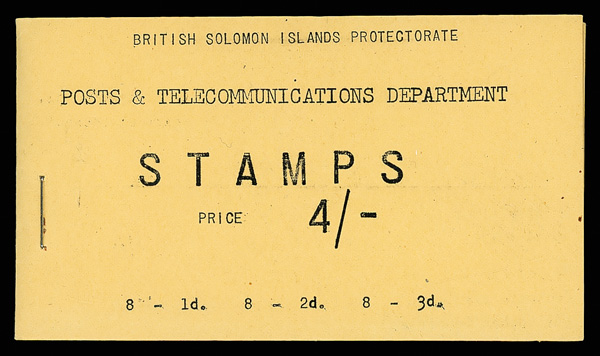 BRITISH SOLOMON ISLANDS PROTECTORATE
POSTS & TELECOMMUNICATIONS DEPARTMENT
STAMPS
PRICE 4/-
8 - 1d. 8 - 2d. 8 - 3d.